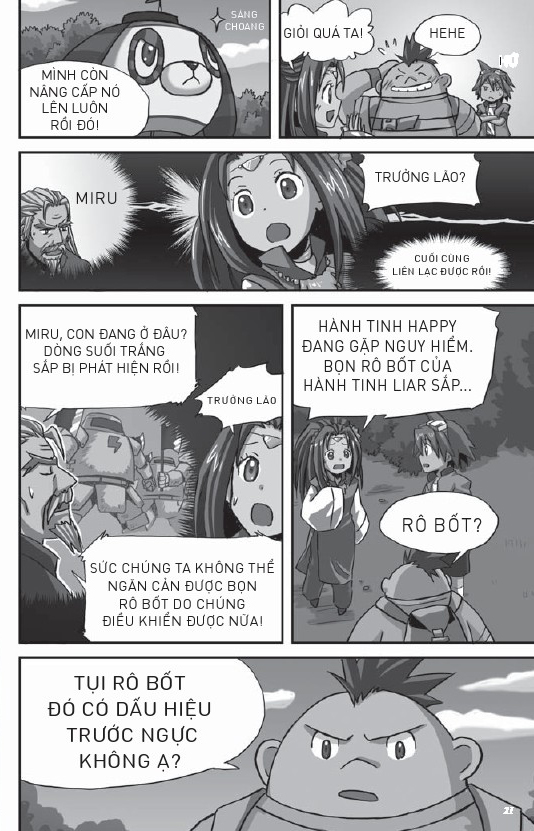 SÁNG
CHOANG
MÌNH CÒN
NÂNG CẤP NÓ
LÊN LUÔN
RỒI ĐÓ!
GIỎI QUÁ TA!
HEHE
MIRU
TRƯỞNG LÃO?
CUỐI CÙNG
LIÊN LẠC ĐƯỢC RỒI!
MIRU, CON ĐANG Ở ĐÂU?
DÒNG SUỐI TRẮNG
SẮP BỊ PHÁT HIỆN RỒI!
TRƯỞNG LÃO
SỨC CHÚNG TA KHÔNG THỂ
NGĂN CẢN ĐƯỢC BỌN
RÔ BỐT DO CHÚNG
ĐIỀU KHIỂN ĐƯỢC NỮA!
HÀNH TINH HAPPY
ĐANG GẶP NGUY HIỂM.
BỌN RÔ BỐT CỦA
HÀNH TINH LIAR SẮP...
RÔ BỐT?
TỤI RÔ BỐT
ĐÓ CÓ DẤU HIỆU
TRƯỚC NGỰC
KHÔNG Ạ?